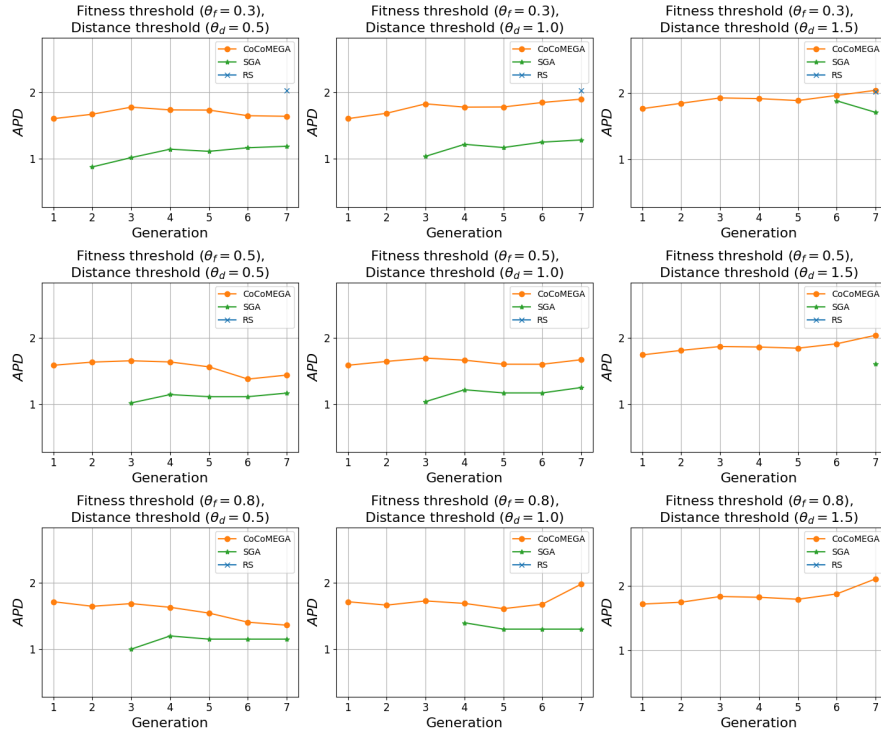 Fitness threshold (θf = 0.3),
Distance threshold (θd = 0.5)
CoCoMEGA
SGA
RS
2
1
APD
1 2 3 4 5 6 7
Generation
Fitness threshold (θf = 0.3),
Distance threshold (θd = 1.0)
CoCoMEGA
SGA
RS
2
1
APD
1 2 3 4 5 6 7
Generation
Fitness threshold (θf = 0.3),
Distance threshold (θd = 1.5)
CoCoMEGA
SGA
RS
2
1
APD
1 2 3 4 5 6 7
Generation
Fitness threshold (θf = 0.5),
Distance threshold (θd = 0.5)
CoCoMEGA
SGA
RS
2
1
APD
1 2 3 4 5 6 7
Generation
Fitness threshold (θf = 0.5),
Distance threshold (θd = 1.0)
CoCoMEGA
SGA
RS
2
1
APD
1 2 3 4 5 6 7
Generation
Fitness threshold (θf = 0.5),
Distance threshold (θd = 1.5)
CoCoMEGA
SGA
RS
2
1
APD
1 2 3 4 5 6 7
Generation
Fitness threshold (θf = 0.8),
Distance threshold (θd = 0.5)
CoCoMEGA
SGA
RS
2
1
APD
1 2 3 4 5 6 7
Generation
Fitness threshold (θf = 0.8),
Distance threshold (θd = 1.0)
CoCoMEGA
SGA
RS
2
1
APD
1 2 3 4 5 6 7
Generation
Fitness threshold (θf = 0.8),
Distance threshold (θd = 1.5)
CoCoMEGA
SGA
RS
2
1
APD
1 2 3 4 5 6 7
Generation